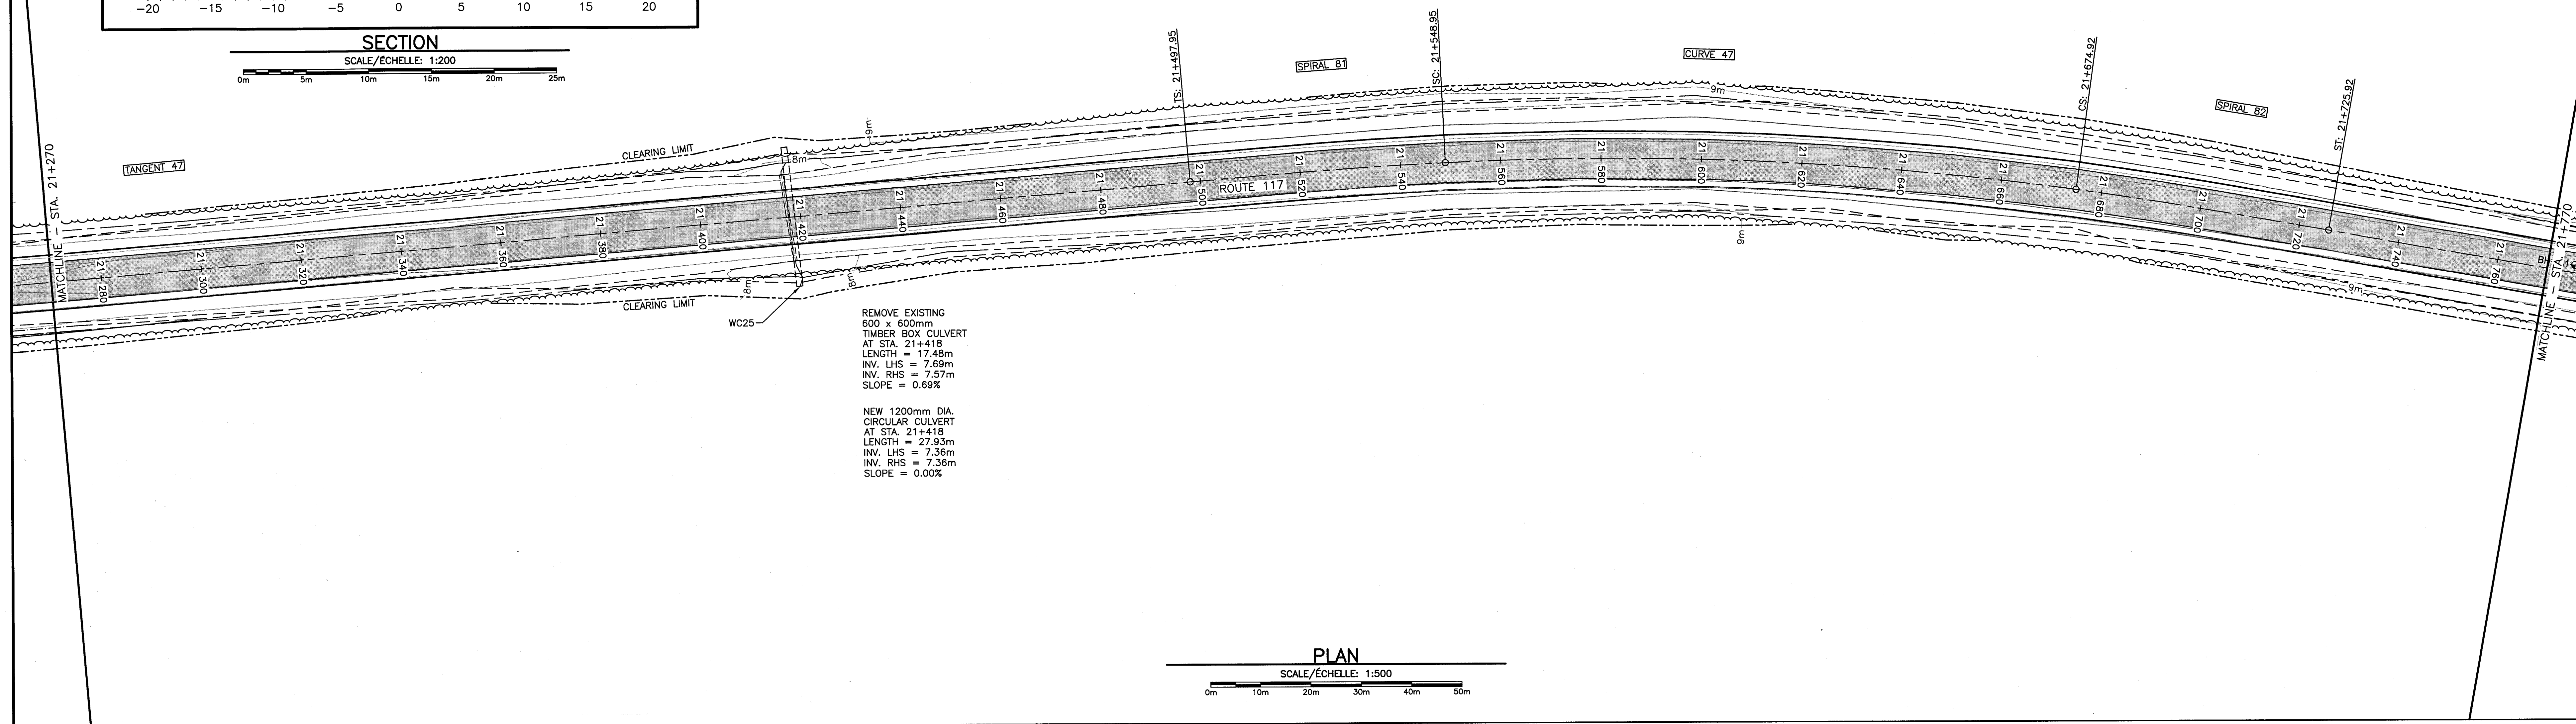 -20 -15 -10 -5 0 5 10 15 20
SECTION
SCALE/ÉCHELLE: 1:200
0m 5m 10m 15m 20m 25m
MATCHLINE - STA. 21+270
TANGENT 47
CLEARING LIMIT
9m
8m
TS: 21+497.95
SPIRAL 81
SC: 21+548.95
CURVE 47
9m
CS: 21+674.92
SPIRAL 82
ST: 21+725.92
21+280
21+300
21+320
21+340
21+360
21+380
21+400
21+420
21+440
21+460
21+480
21+500
ROUTE 117
21+520
21+540
21+560
21+580
21+600
21+620
21+640
21+660
21+680
21+700
21+720
21+740
21+760
MATCHLINE - STA. 21+770
CLEARING LIMIT
8m
8m
9m
9m
WC25
REMOVE EXISTING
600 x 600mm
TIMBER BOX CULVERT
AT STA. 21+418
LENGTH = 17.48m
INV. LHS = 7.69m
INV. RHS = 7.57m
SLOPE = 0.69%
NEW 1200mm DIA.
CIRCULAR CULVERT
AT STA. 21+418
LENGTH = 27.93m
INV. LHS = 7.36m
INV. RHS = 7.36m
SLOPE = 0.00%
PLAN
SCALE/ÉCHELLE: 1:500
0m 10m 20m 30m 40m 50m